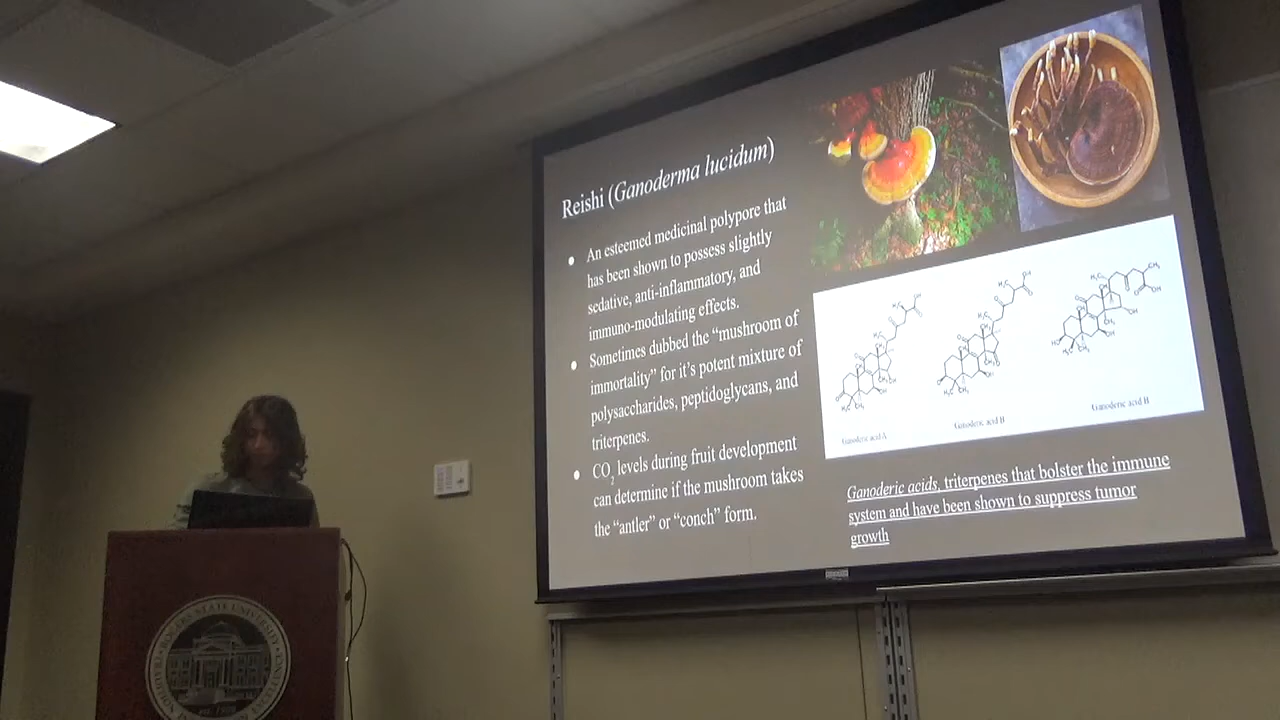 Reishi (Ganoderma lucidum)
● An esteemed medicinal polypore that
has been shown to possess slightly
sedative, anti-inflammatory, and
immuno-modulating effects.
● Sometimes dubbed the “mushroom of
immortality” for it’s potent mixture of
polysaccharides, peptidoglycans, and
triterpenes.
● CO2 levels during fruit development
can determine if the mushroom takes
the “antler” or “conch” form.
Ganoderic acid A
Ganoderic acid B
Ganoderic acid H
Ganoderic acids, triterpenes that bolster the immune
system and have been shown to suppress tumor
growth
ROGERS STATE UNIVERSITY